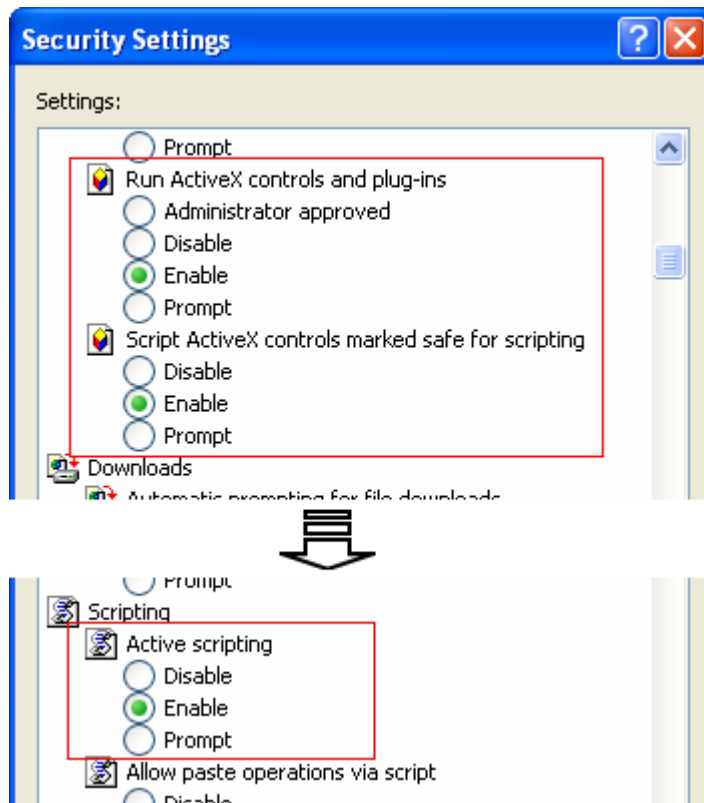 Security Settings
Settings:
Prompt
Run ActiveX controls and plug-ins
Administrator approved
Disable
Enable
Prompt
Script ActiveX controls marked safe for scripting
Disable
Enable
Prompt
Downloads
Automatic prompting for file downloads
Prompt
Scripting
Active scripting
Disable
Enable
Prompt
Allow paste operations via script
Disable